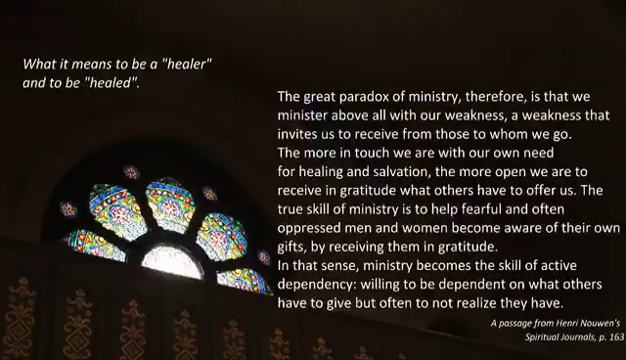 What it means to be a "healer"
and to be "healed".
The great paradox of ministry, therefore, is that we
minister above all with our weakness, a weakness that
invites us to receive from those to whom we go.
The more in touch we are with our own need
for healing and salvation, the more open we are to
receive in gratitude what others have to offer us. The
true skill of ministry is to help fearful and often
oppressed men and women become aware of their own
gifts, by receiving them in gratitude.
In that sense, ministry becomes the skill of active
dependency: willing to be dependent on what others
have to give but often to not realize they have.
A passage from Henri Nouwen's
Spiritual Journals, p. 163